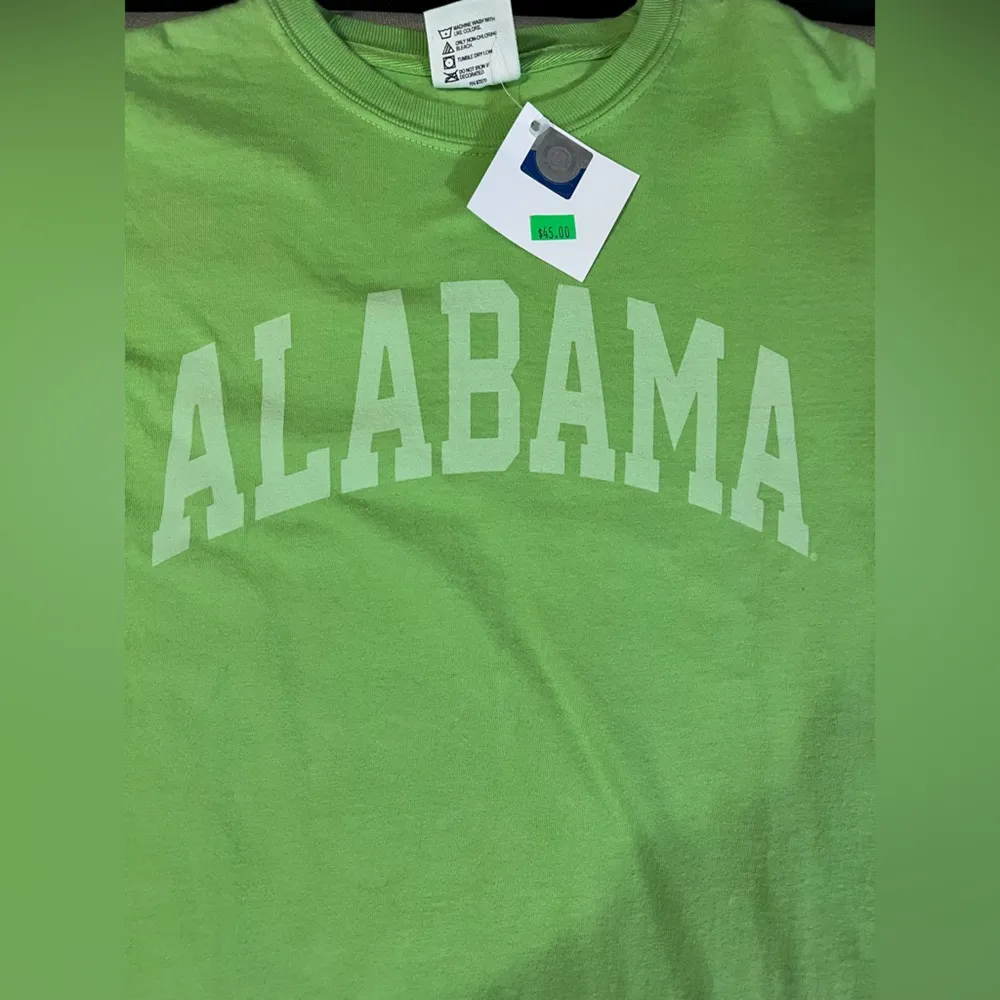 MACHINE WASH WITH
LIKE COLORS.
ONLY NON-CHLORINE
BLEACH.
TUMBLE DRY LOW.
DO NOT IRON IF
DECORATED.
$45.00
ALABAMA